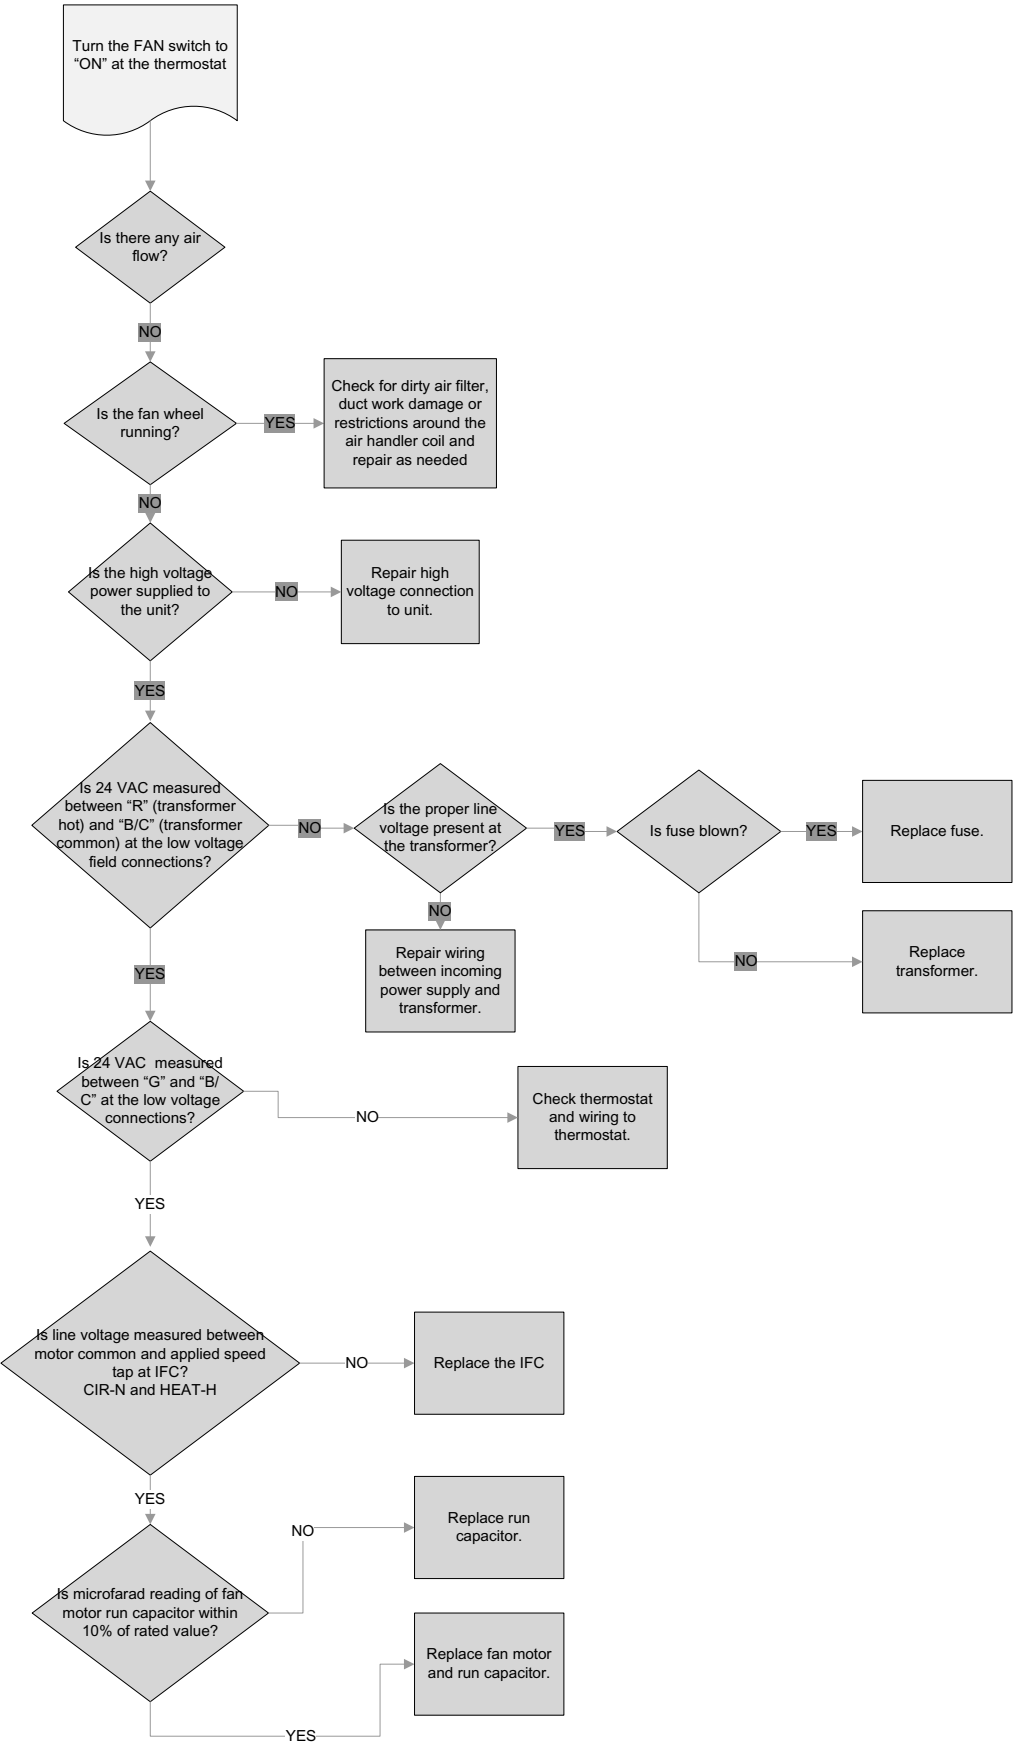 Turn the FAN switch to
“ON” at the thermostat
Is there any air
flow?
NO
Is the fan wheel
running?
YES
Check for dirty air filter,
duct work damage or
restrictions around the
air handler coil and
repair as needed
NO
Is the high voltage
power supplied to
the unit?
NO
Repair high
voltage connection
to unit.
YES
Is 24 VAC measured
between “R” (transformer
hot) and “B/C” (transformer
common) at the low voltage
field connections?
NO
Is the proper line
voltage present at
the transformer?
YES
Is fuse blown?
YES
Replace fuse.
NO
Repair wiring
between incoming
power supply and
transformer.
NO
Replace
transformer.
YES
Is 24 VAC  measured
between “G” and “B/
C” at the low voltage
connections?
NO
Check thermostat
and wiring to
thermostat.
YES
Is line voltage measured between
motor common and applied speed
tap at IFC?
CIR-N and HEAT-H
NO
Replace the IFC
YES
Is microfarad reading of fan
motor run capacitor within
10% of rated value?
NO
Replace run
capacitor.
YES
Replace fan motor
and run capacitor.